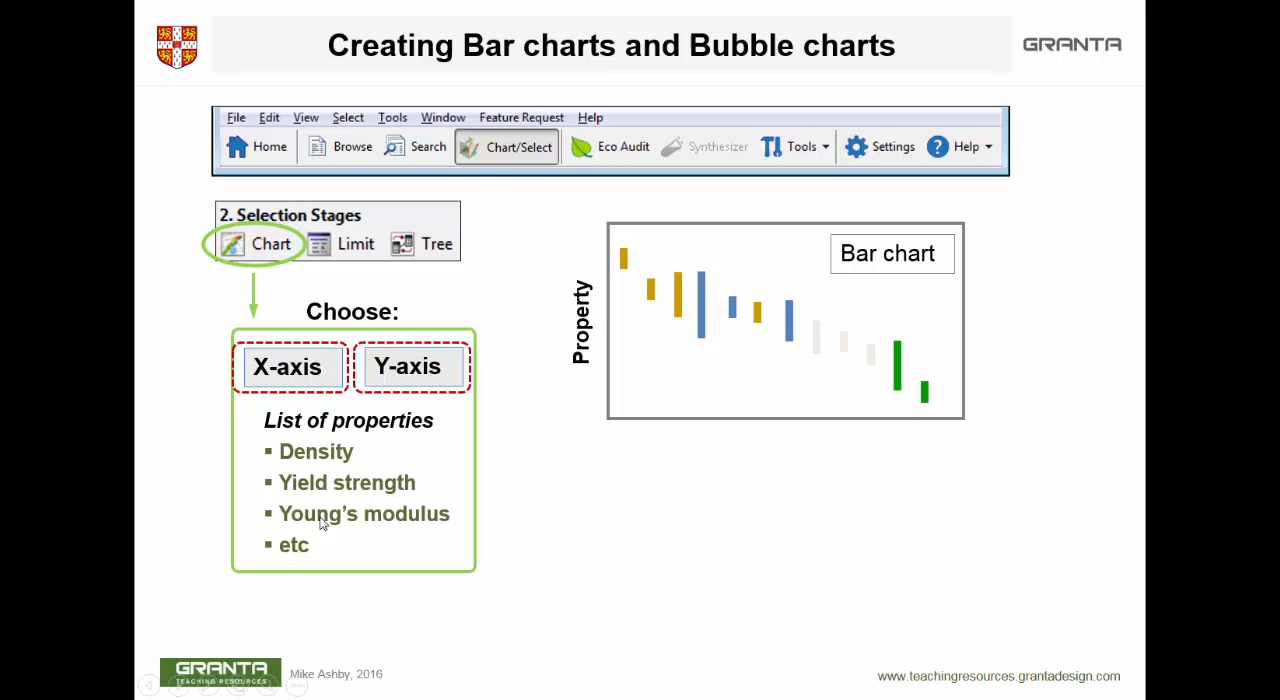 Creating Bar charts and Bubble charts
GRANTA
File Edit View Select Tools Window Feature Request Help
Home Browse Search Chart/Select Eco Audit Synthesizer Tools Settings Help
2. Selection Stages
Chart Limit Tree
Choose:
X-axis Y-axis
List of properties
▪ Density
▪ Yield strength
▪ Young's modulus
▪ etc
Property
Bar chart
GRANTA
TEACHING RESOURCES
Mike Ashby, 2016
www.teachingresources.grantadesign.com